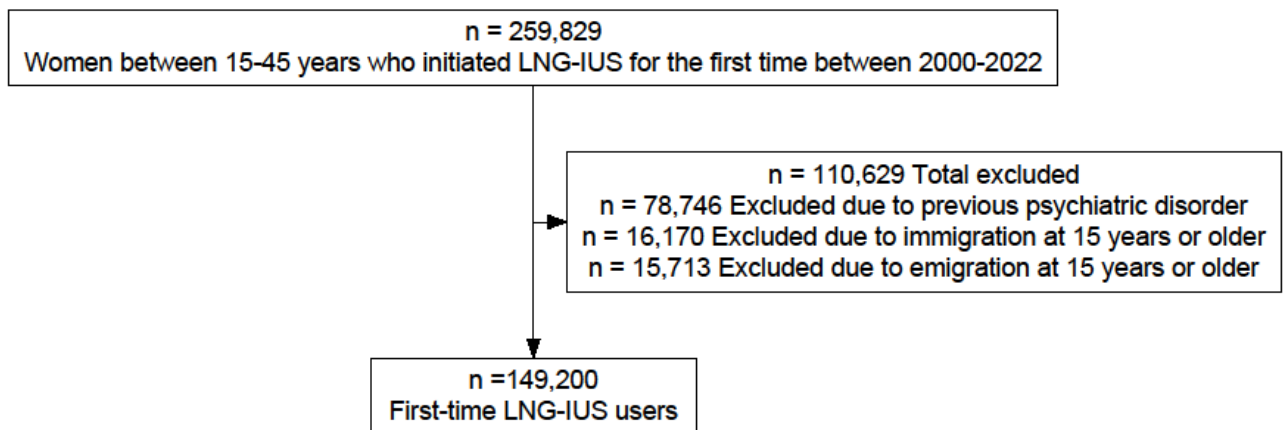 n = 259,829
Women between 15-45 years who initiated LNG-IUS for the first time between 2000-2022
n = 110,629 Total excluded
n = 78,746 Excluded due to previous psychiatric disorder
n = 16,170 Excluded due to immigration at 15 years or older
n = 15,713 Excluded due to emigration at 15 years or older
n =149,200
First-time LNG-IUS users